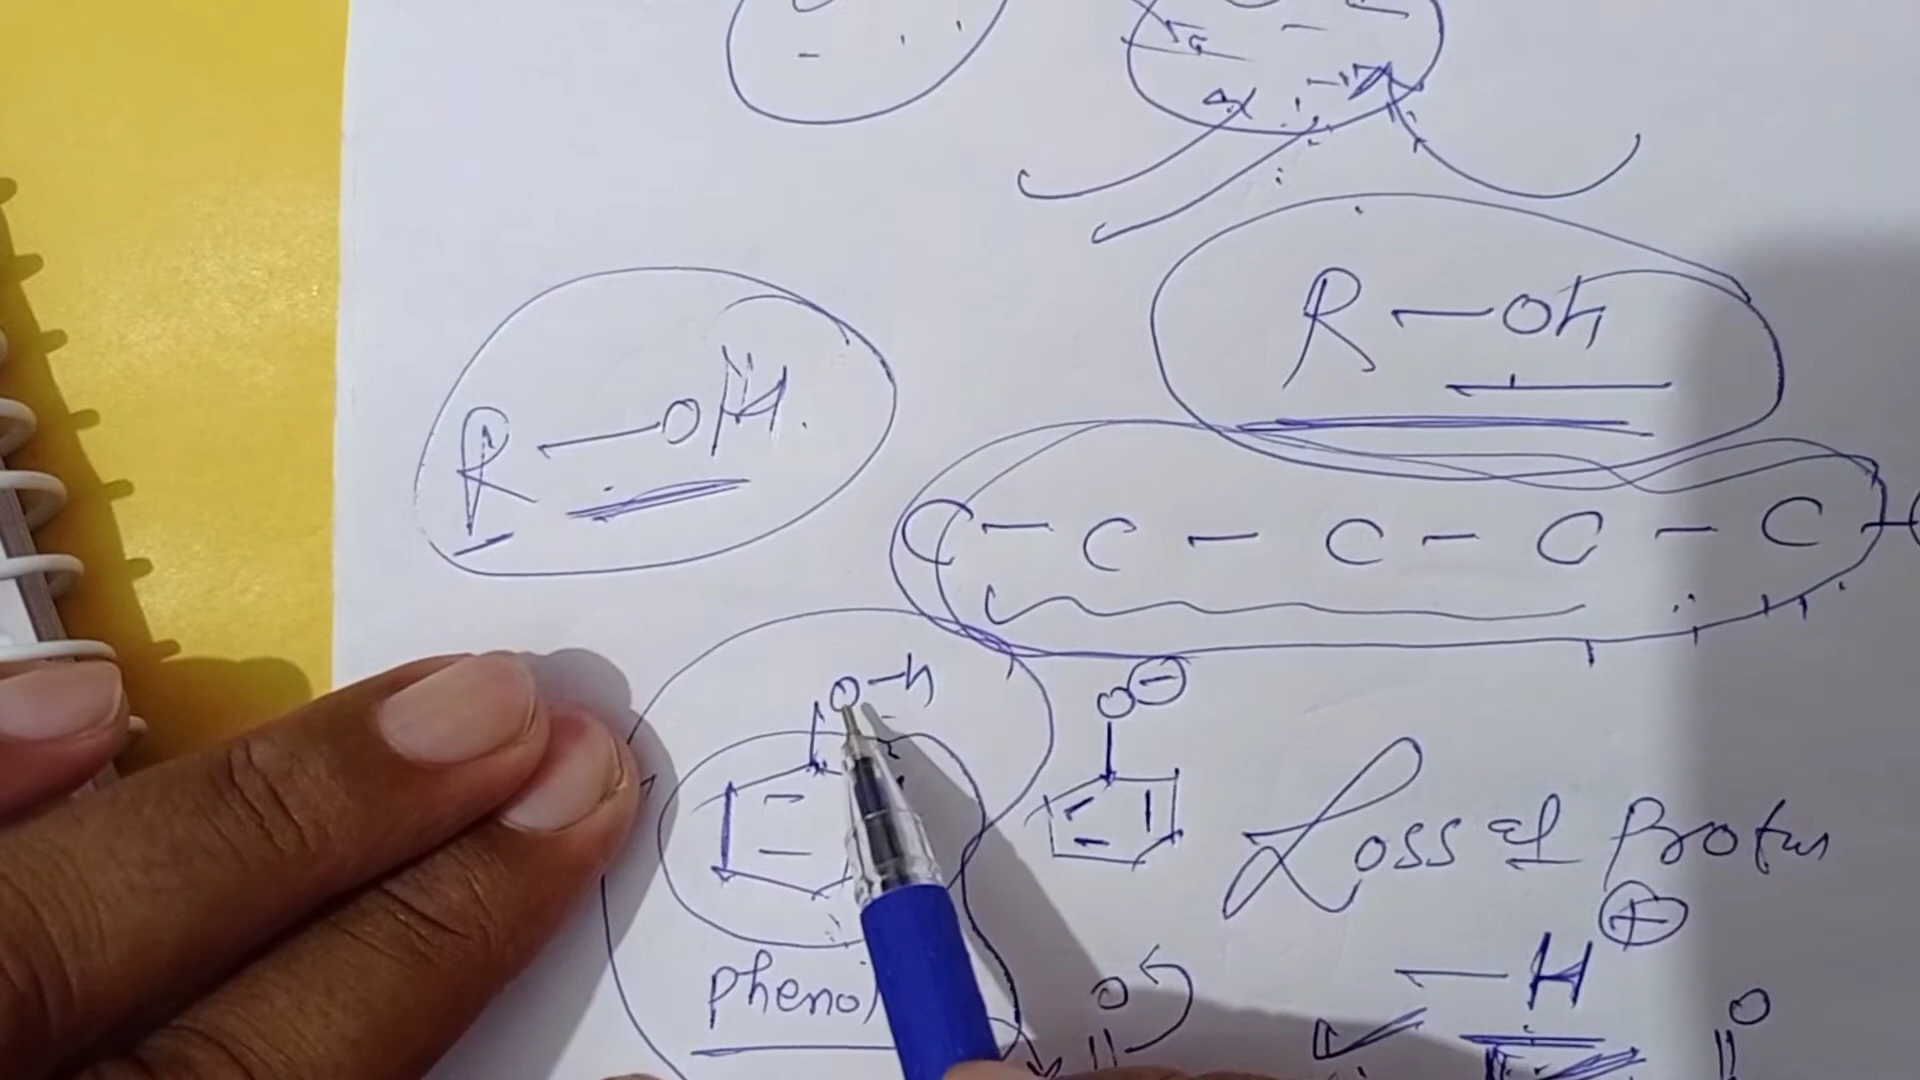 R—OH
R—OH.
C — C — C — C — C —
O—H
O⊖
Loss of Proton
phenol
—H⊕
O
O